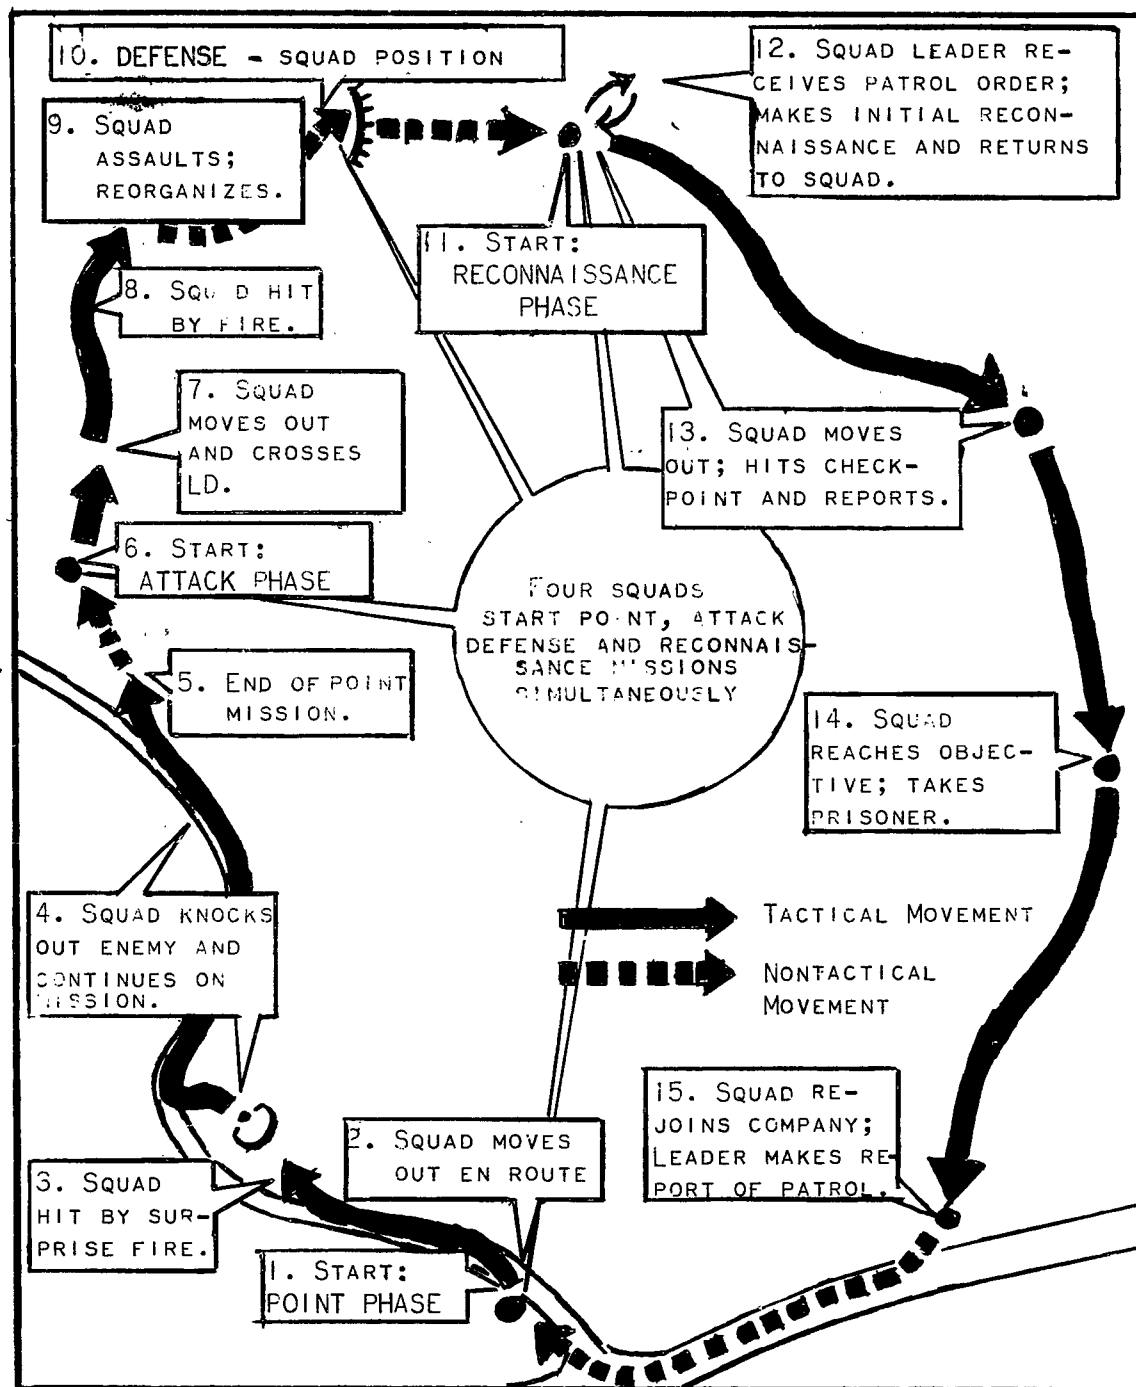 10. DEFENSE - SQUAD POSITION
12. SQUAD LEADER RE-
CEIVES PATROL ORDER;
MAKES INITIAL RECON-
NAISSANCE AND RETURNS
TO SQUAD.
9. SQUAD
ASSAULTS;
REORGANIZES.
11. START:
RECONNAISSANCE
PHASE
8. SQUAD HIT
BY FIRE.
7. SQUAD
MOVES OUT
AND CROSSES
LD.
13. SQUAD MOVES
OUT; HITS CHECK-
POINT AND REPORTS.
6. START:
ATTACK PHASE
FOUR SQUADS
START POINT, ATTACK
DEFENSE AND RECONNAIS-
SANCE MISSIONS
SIMULTANEOUSLY
5. END OF POINT
MISSION.
14. SQUAD
REACHES OBJEC-
TIVE; TAKES
PRISONER.
4. SQUAD KNOCKS
OUT ENEMY AND
CONTINUES ON
MISSION.
TACTICAL MOVEMENT
NONTACTICAL
MOVEMENT
15. SQUAD RE-
JOINS COMPANY;
LEADER MAKES RE-
PORT OF PATROL.
2. SQUAD MOVES
OUT EN ROUTE
3. SQUAD
HIT BY SUR-
PRISE FIRE.
1. START:
POINT PHASE